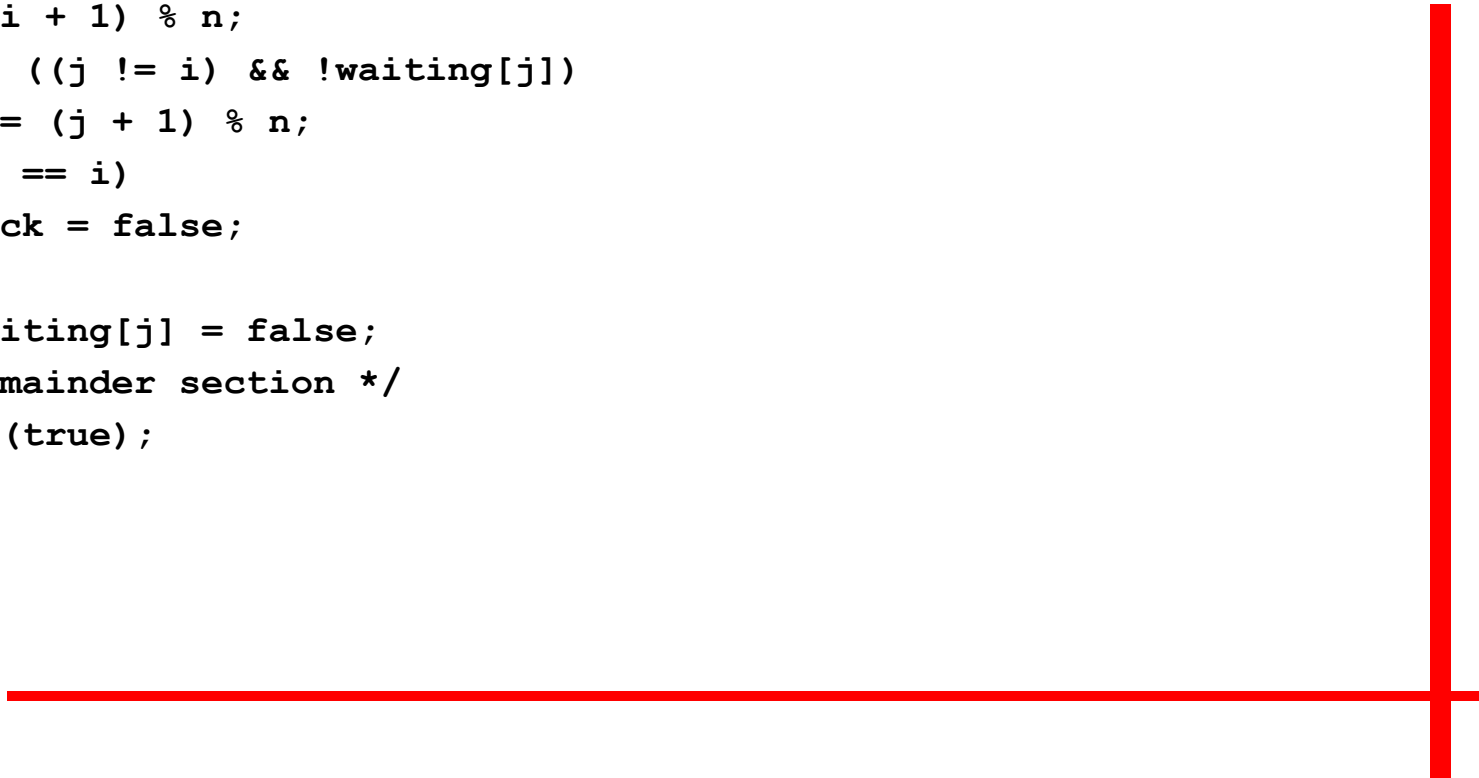 i + 1) % n;
((j != i) && !waiting[j])
= (j + 1) % n;
== i)
ck = false;
iting[j] = false;
mainder section */
(true);